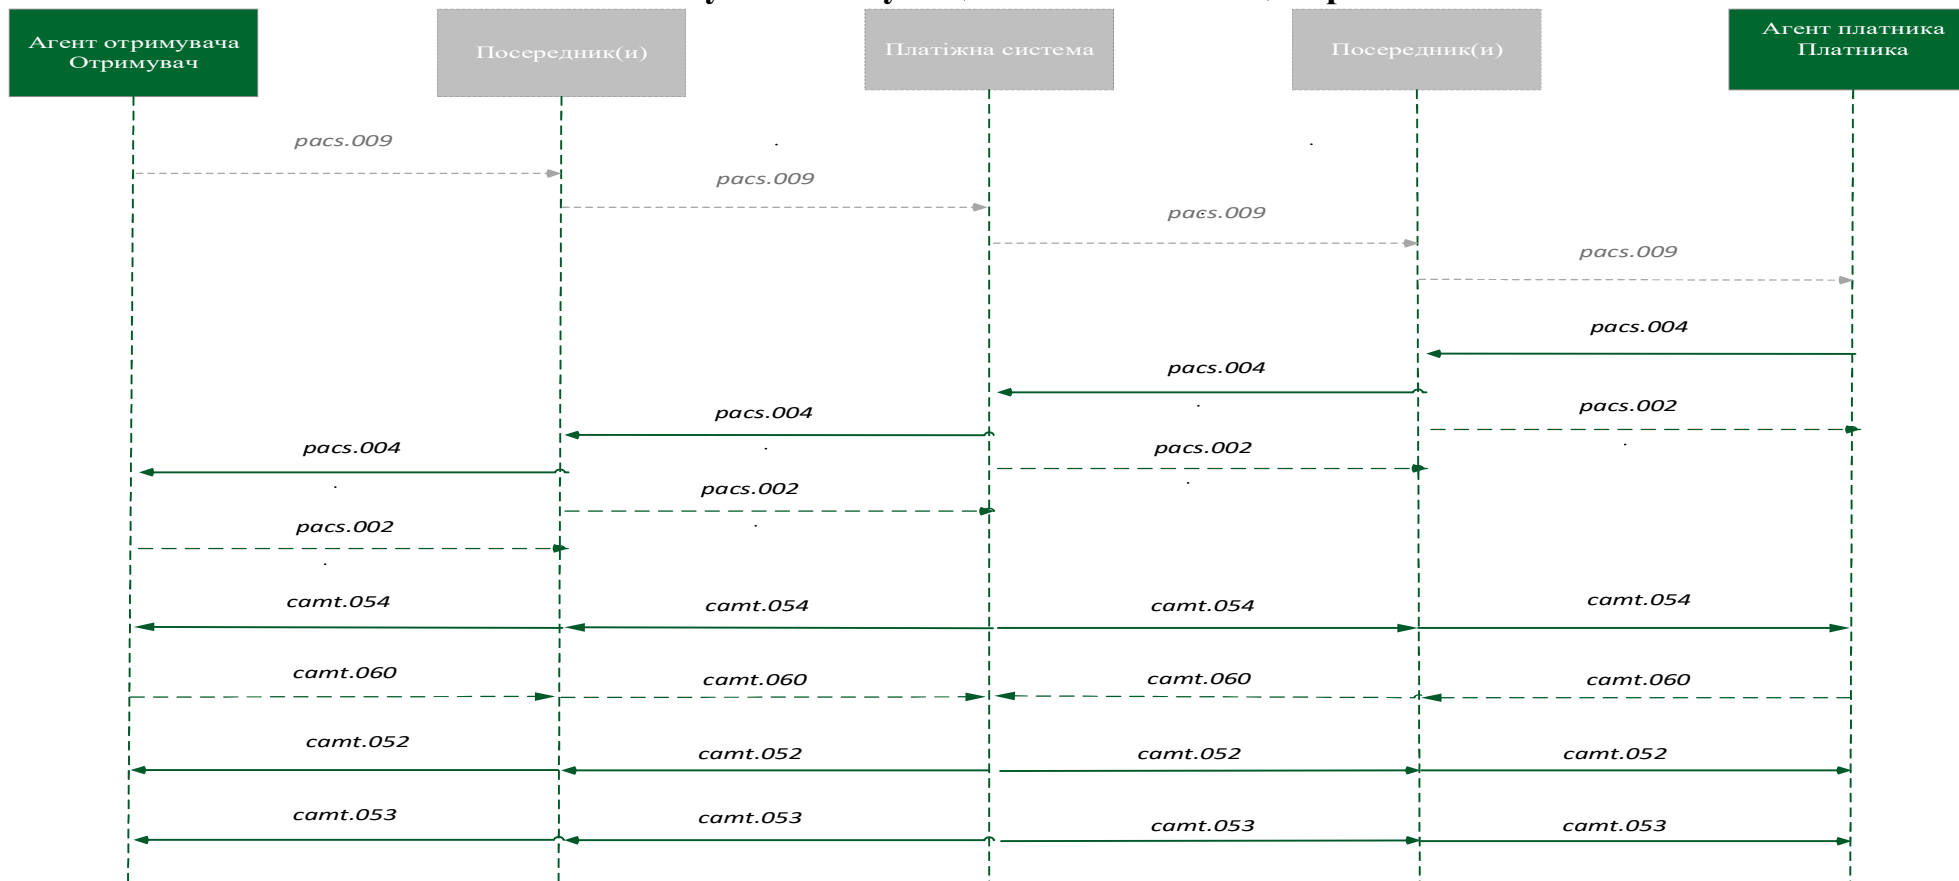 Агент отримувача
Отримувач
Посередник(и)
Платіжна система
Посередник(и)
Агент платника
Платника
pacs.009
pacs.009
pacs.009
pacs.009
pacs.004
pacs.004
pacs.004
pacs.002
pacs.004
pacs.002
pacs.002
pacs.002
camt.054
camt.054
camt.054
camt.054
camt.060
camt.060
camt.060
camt.060
camt.052
camt.052
camt.052
camt.052
camt.053
camt.053
camt.053
camt.053